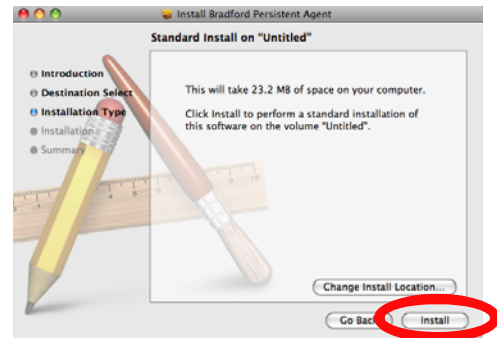 Install Bradford Persistent Agent
Standard Install on "Untitled"
Introduction
Destination Select
Installation Type
Installation
Summary
This will take 23.2 MB of space on your computer.
Click Install to perform a standard installation of
this software on the volume "Untitled".
Change Install Location...
Go Back
Install